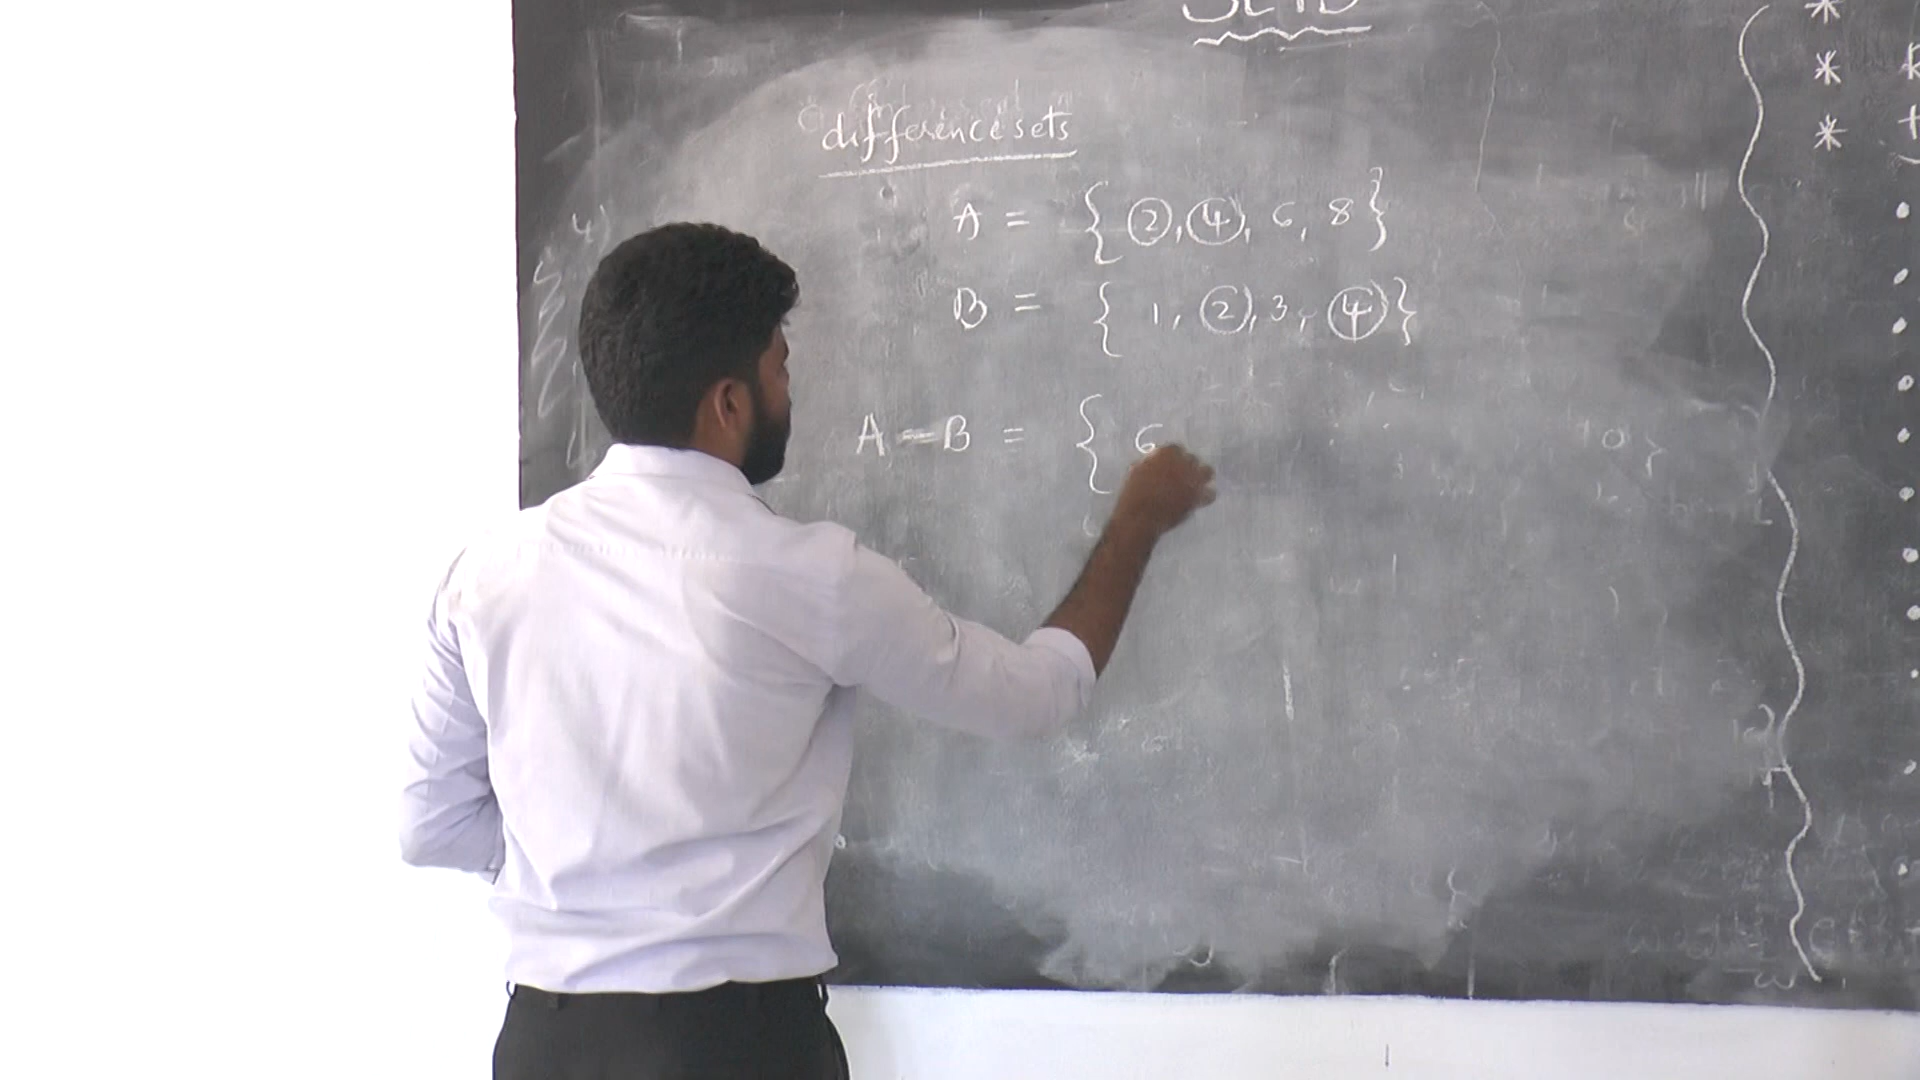 difference sets
A = { 2, 4, 6, 8 }
B = { 1, 2, 3, 4 }
A - B = { 6
*
*
*